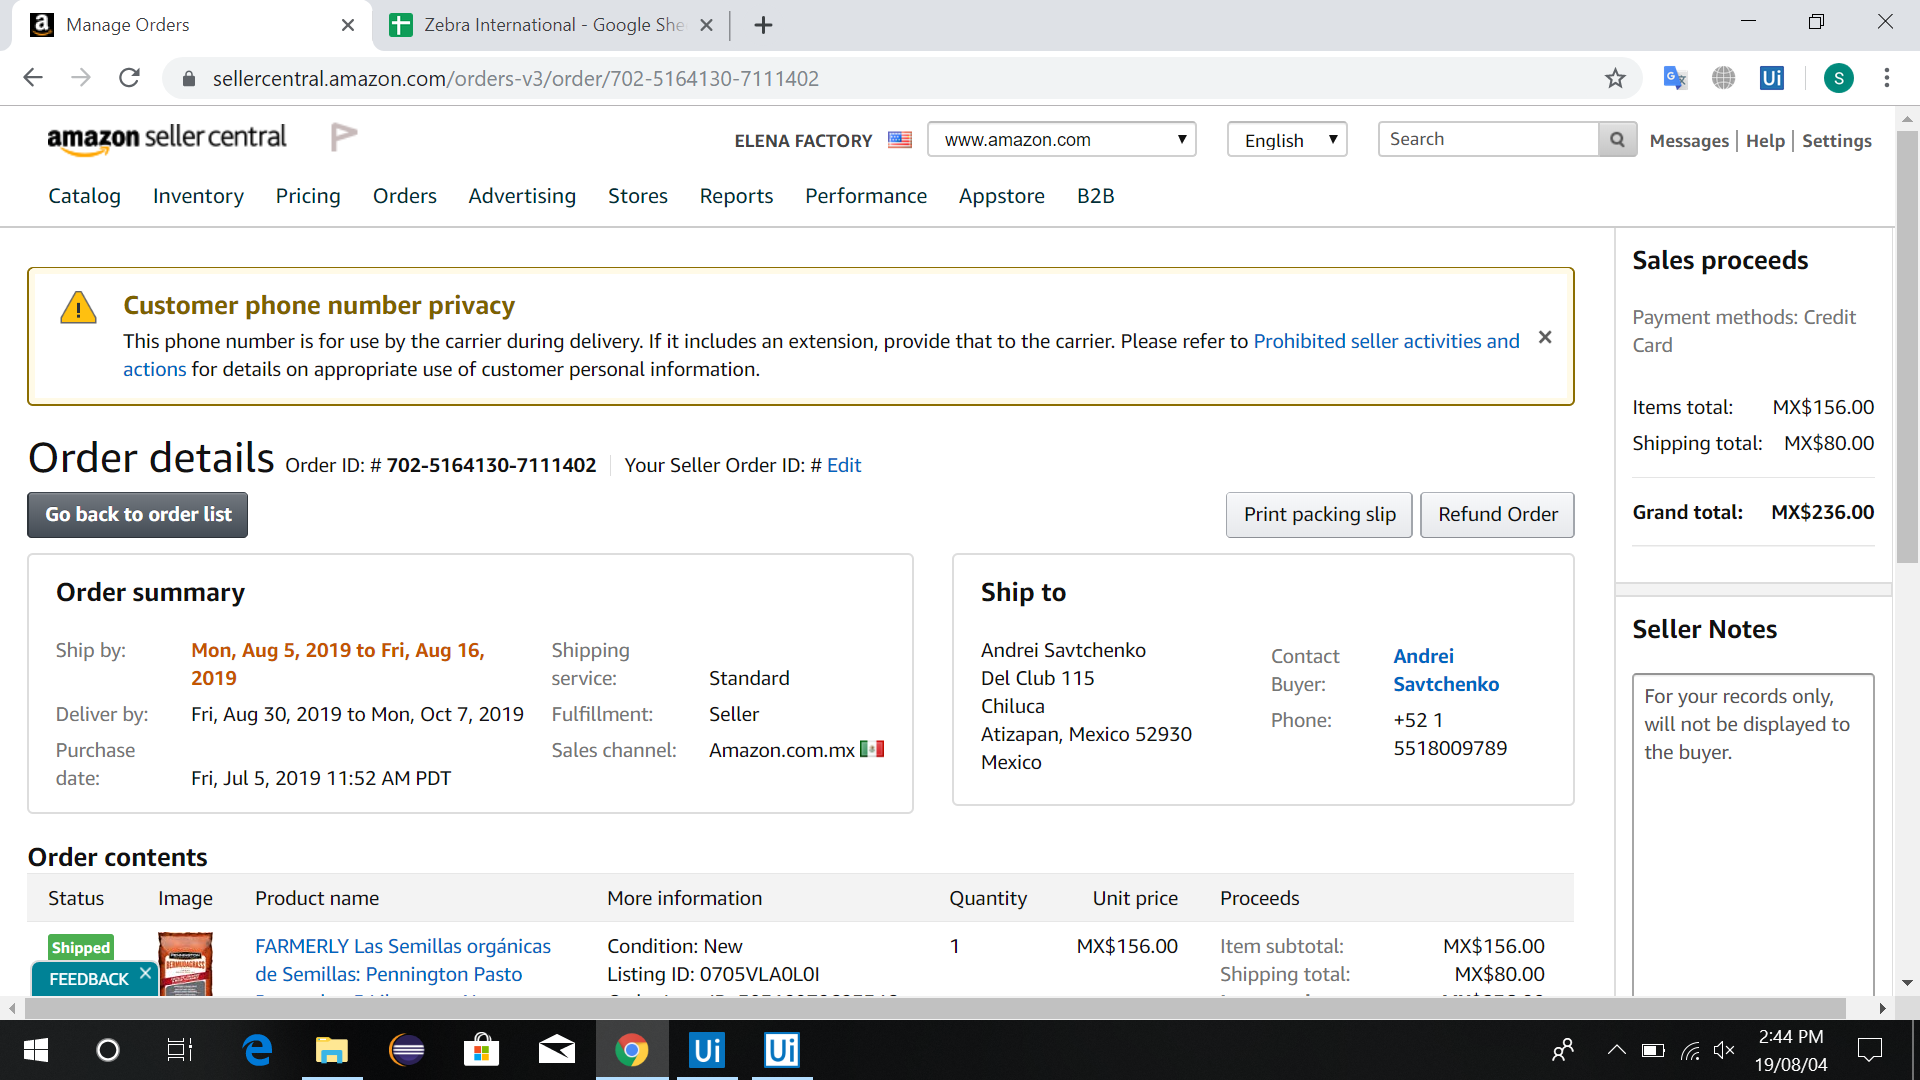 Manage Orders
Zebra International - Google She
sellercentral.amazon.com/orders-v3/order/702-5164130-7111402
S
amazon seller central
ELENA FACTORY
www.amazon.com
English
Search
Messages | Help | Settings
Catalog Inventory Pricing Orders Advertising Stores Reports Performance Appstore B2B
Customer phone number privacy
This phone number is for use by the carrier during delivery. If it includes an extension, provide that to the carrier. Please refer to Prohibited seller activities and
actions for details on appropriate use of customer personal information.
Order details Order ID: # 702-5164130-7111402 Your Seller Order ID: # Edit
Go back to order list
Print packing slip
Refund Order
Order summary
Ship by: Mon, Aug 5, 2019 to Fri, Aug 16,
2019
Deliver by: Fri, Aug 30, 2019 to Mon, Oct 7, 2019
Purchase
date: Fri, Jul 5, 2019 11:52 AM PDT
Shipping
service: Standard
Fulfillment: Seller
Sales channel: Amazon.com.mx
Ship to
Andrei Savtchenko
Del Club 115
Chiluca
Atizapan, Mexico 52930
Mexico
Contact Andrei
Buyer: Savtchenko
Phone: +52 1
5518009789
Order contents
Status Image Product name More information Quantity Unit price Proceeds
Shipped
FARMERLY Las Semillas orgánicas
de Semillas: Pennington Pasto
Condition: New
Listing ID: 0705VLA0L0I
1
MX$156.00
Item subtotal: MX$156.00
Shipping total: MX$80.00
PENNINGTON
BERMUDAGRASS
FEEDBACK
Sales proceeds
Payment methods: Credit
Card
Items total: MX$156.00
Shipping total: MX$80.00
Grand total: MX$236.00
Seller Notes
For your records only,
will not be displayed to
the buyer.
Ui
Ui
2:44 PM
19/08/04